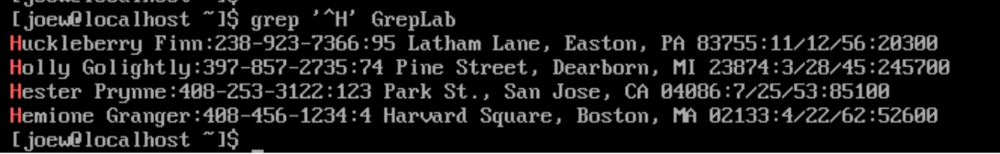 [joew@localhost ~]$ grep '^H' GrepLab
Huckleberry Finn:238-923-7366:95 Latham Lane, Easton, PA 83755:11/12/56:20300
Holly Golightly:397-857-2735:74 Pine Street, Dearborn, MI 23874:3/28/45:245700
Hester Prynne:408-253-3122:123 Park St., San Jose, CA 04086:7/25/53:85100
Hemione Granger:408-456-1234:4 Harvard Square, Boston, MA 02133:4/22/62:52600
[joew@localhost ~]$